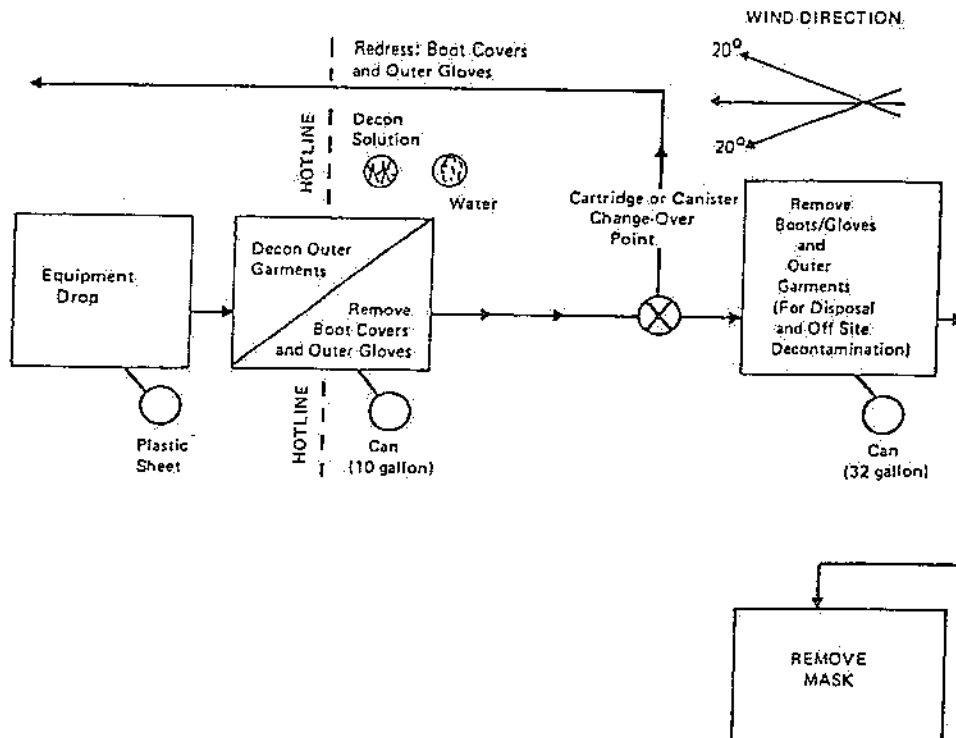 WIND DIRECTION
20°
20°
Redress: Boot Covers
and Outer Gloves
HOTLINE
Decon
Solution
Water
Cartridge or Canister
Change-Over
Point
Equipment
Drop
Decon Outer
Garments
Remove
Boot Covers
and Outer Gloves
Remove
Boots/Gloves
and
Outer
Garments
(For Disposal
and Off Site
Decontamination)
Plastic
Sheet
HOTLINE
Can
(10 gallon)
Can
(32 gallon)
REMOVE
MASK